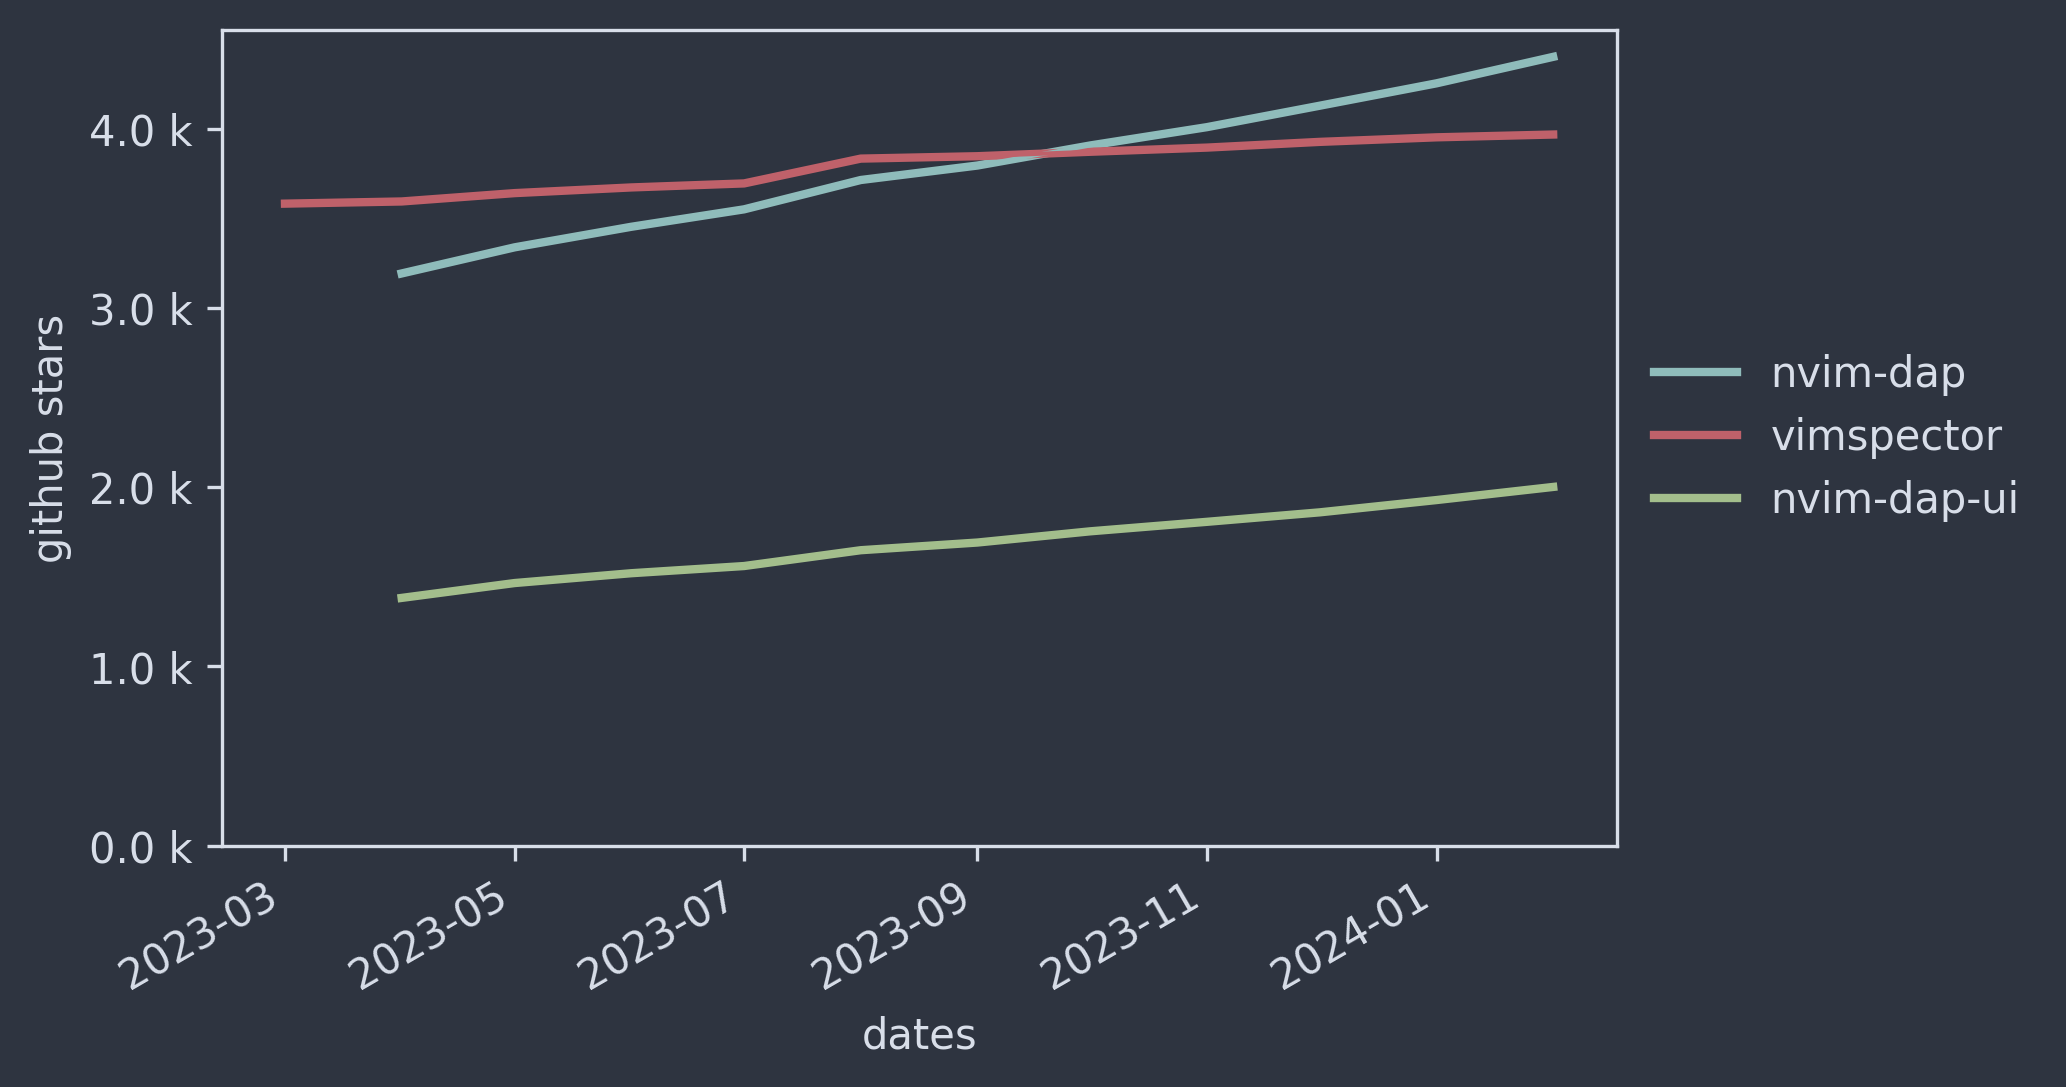 4.0 k
3.0 k
2.0 k
1.0 k
0.0 k
github stars
2023-03
2023-05
2023-07
2023-09
2023-11
2024-01
dates
nvim-dap
vimspector
nvim-dap-ui